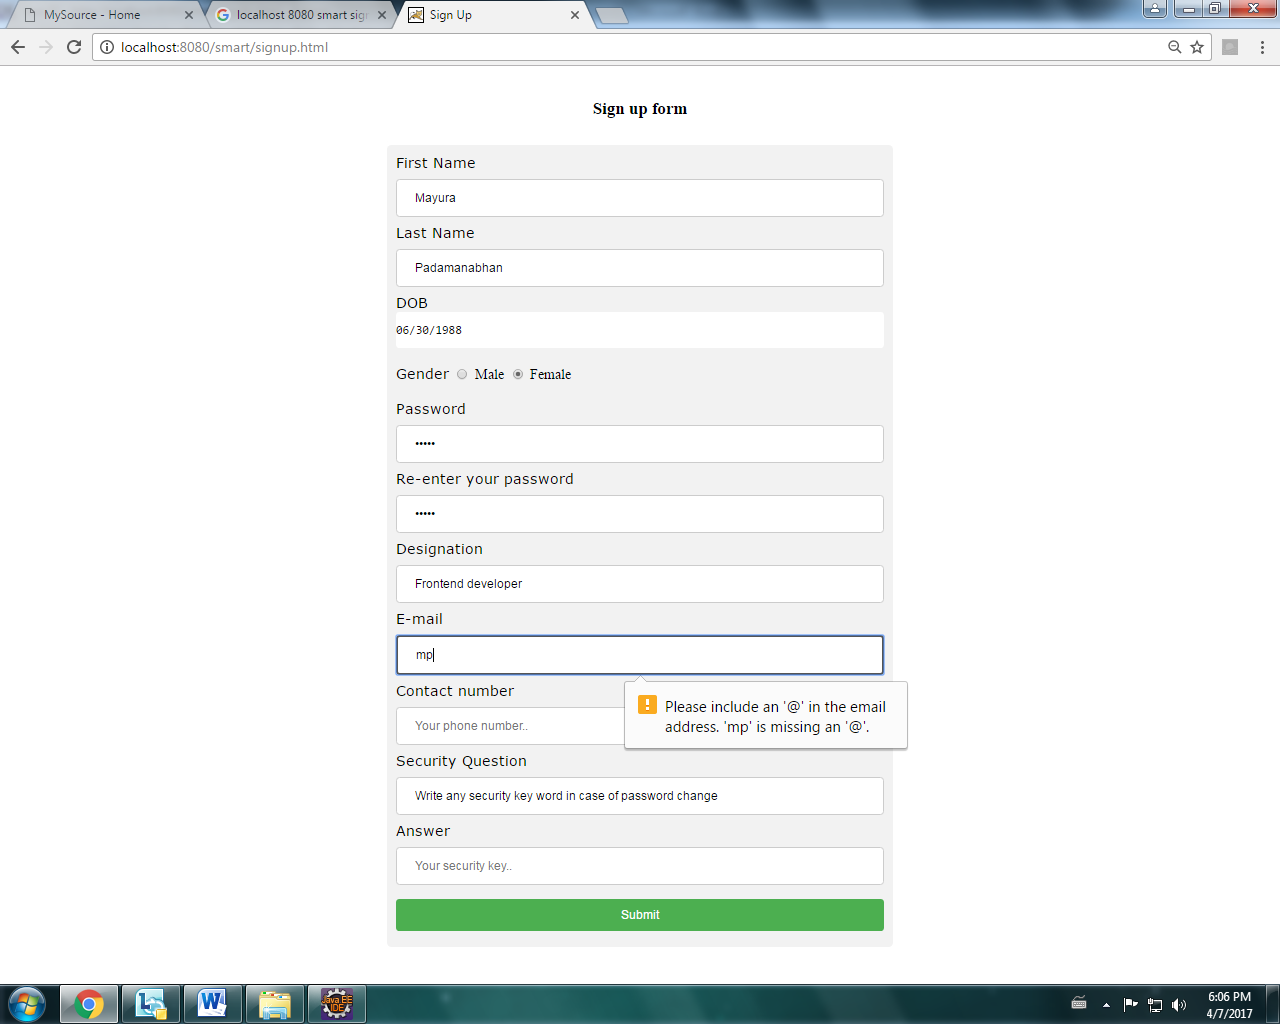 MySource - Home
localhost 8080 smart sig
Sign Up
localhost:8080/smart/signup.html
Sign up form
First Name
Mayura
Last Name
Padamanabhan
DOB
06/30/1988
Gender Male Female
Password
•••••
Re-enter your password
•••••
Designation
Frontend developer
E-mail
mp
Please include an '@' in the email
address. 'mp' is missing an '@'.
Contact number
Your phone number..
Security Question
Write any security key word in case of password change
Answer
Your security key..
Submit
Java EE
IDE
6:06 PM
4/7/2017